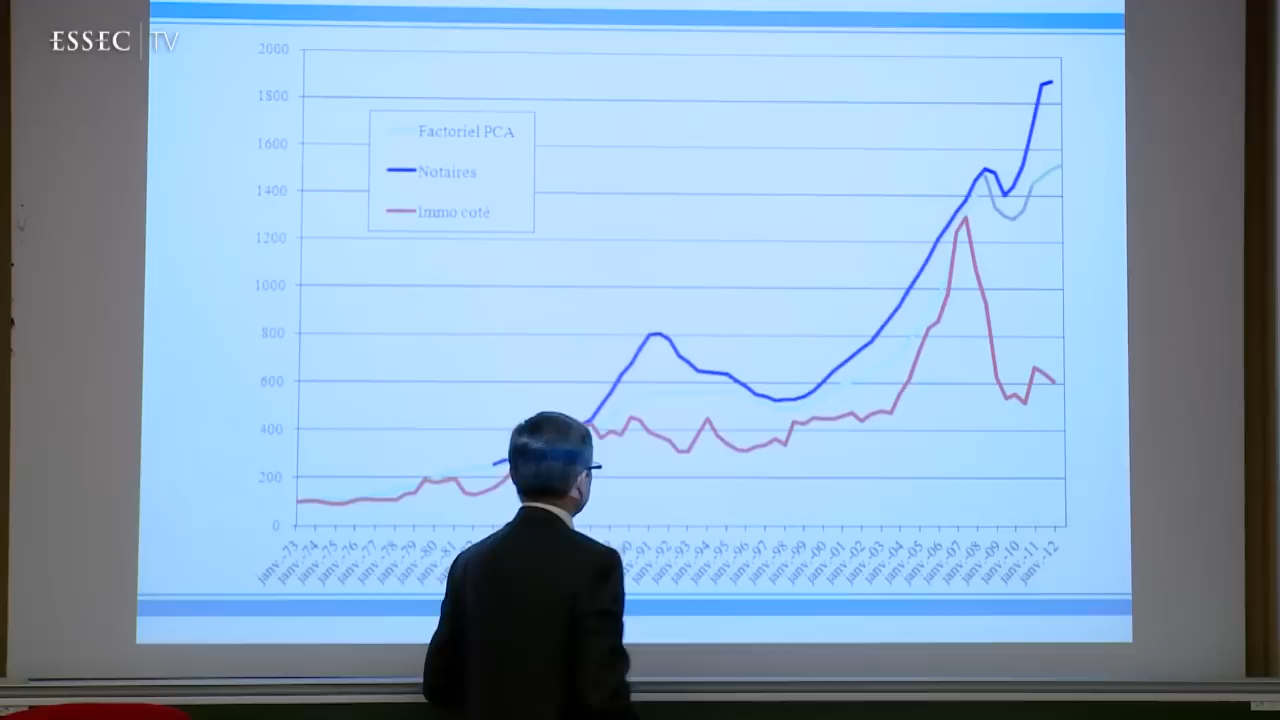 ESSEC TV
2000
1800
1600
1400
1200
1000
800
600
400
200
0
Factoriel PCA
Notaires
Immo coté
janv.-73
janv.-74
janv.-75
janv.-76
janv.-77
janv.-78
janv.-79
janv.-80
janv.-81
janv.-91
janv.-92
janv.-93
janv.-94
janv.-95
janv.-96
janv.-97
janv.-98
janv.-99
janv.-00
janv.-01
janv.-02
janv.-03
janv.-04
janv.-05
janv.-06
janv.-07
janv.-08
janv.-09
janv.-10
janv.-11
janv.-12